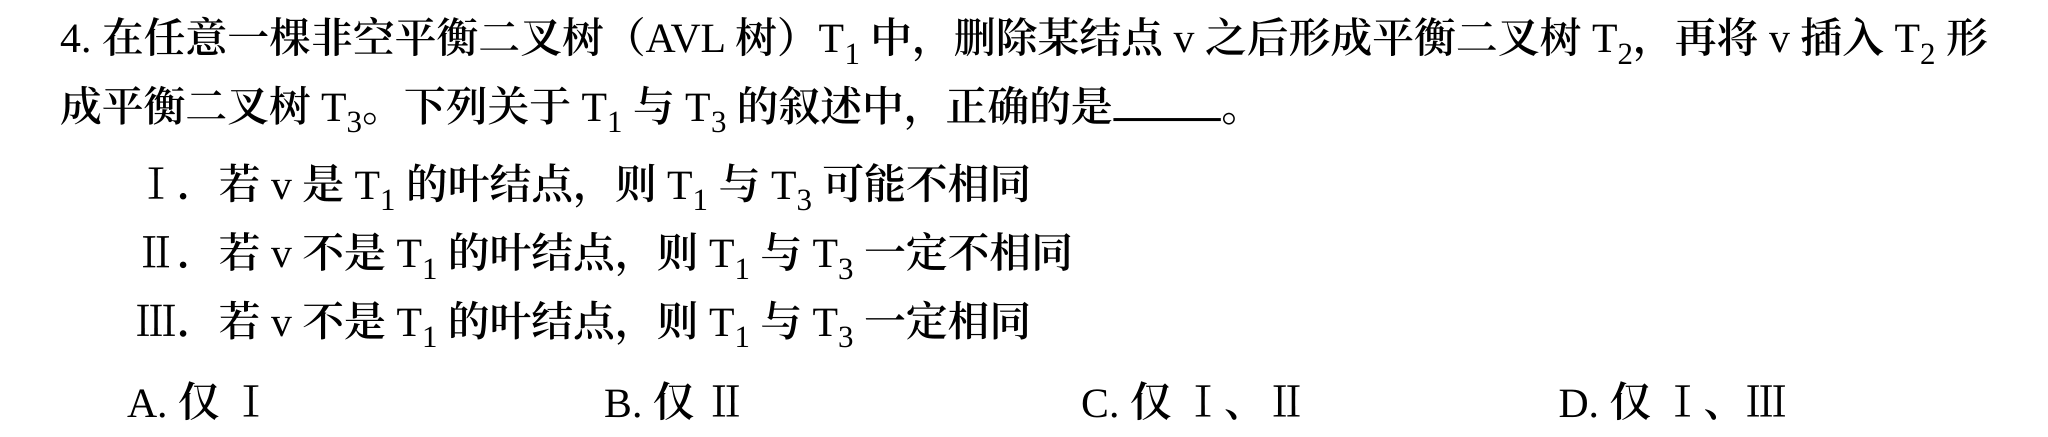 4. 在任意一棵非空平衡二叉树（AVL 树）T₁ 中，删除某结点 v 之后形成平衡二叉树 T₂，再将 v 插入 T₂ 形
成平衡二叉树 T₃。下列关于 T₁ 与 T₃ 的叙述中，正确的是_____。
Ⅰ．若 v 是 T₁ 的叶结点，则 T₁ 与 T₃ 可能不相同
Ⅱ．若 v 不是 T₁ 的叶结点，则 T₁ 与 T₃ 一定不相同
Ⅲ．若 v 不是 T₁ 的叶结点，则 T₁ 与 T₃ 一定相同
A. 仅 Ⅰ B. 仅 Ⅱ C. 仅 Ⅰ、Ⅱ D. 仅 Ⅰ、Ⅲ